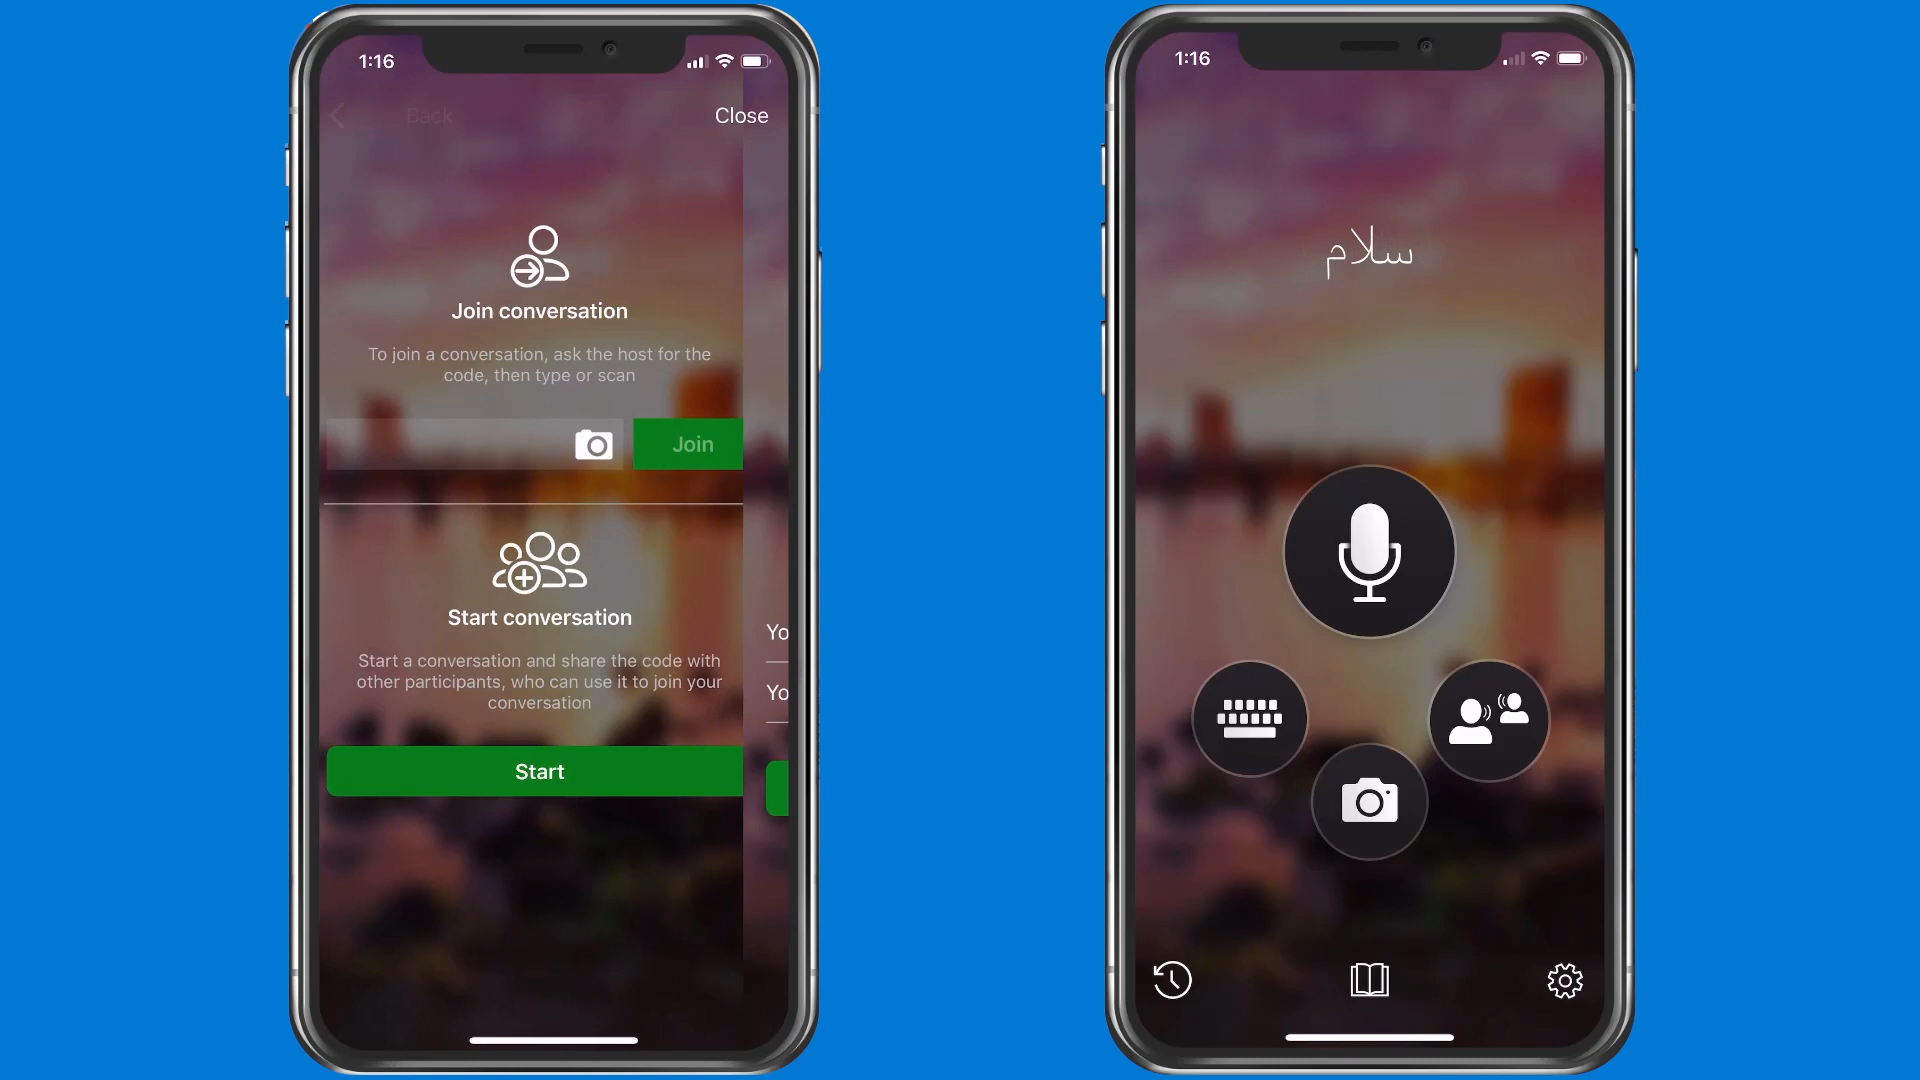 1:16
Back
Close
Join conversation
To join a conversation, ask the host for the
code, then type or scan
Join
Start conversation
Start a conversation and share the code with
other participants, who can use it to join your
conversation
Start
Yo
Yo
1:16
سلام